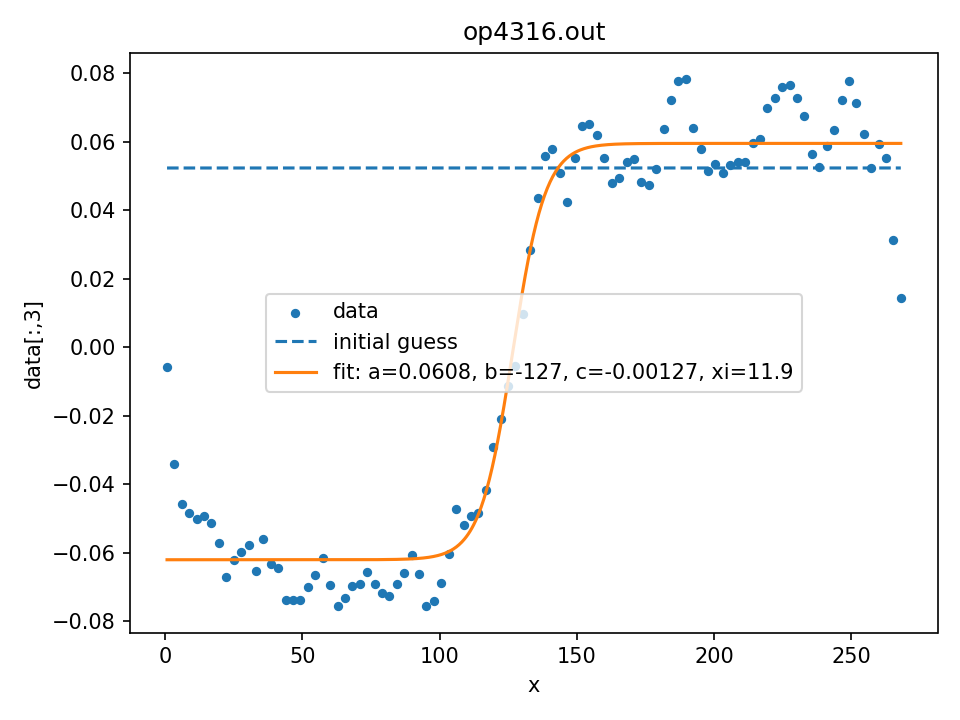 op4316.out
0.08
0.06
0.04
0.02
0.00
−0.02
−0.04
−0.06
−0.08
data[:,3]
data
initial guess
fit: a=0.0608, b=-127, c=-0.00127, xi=11.9
0 50 100 150 200 250
x